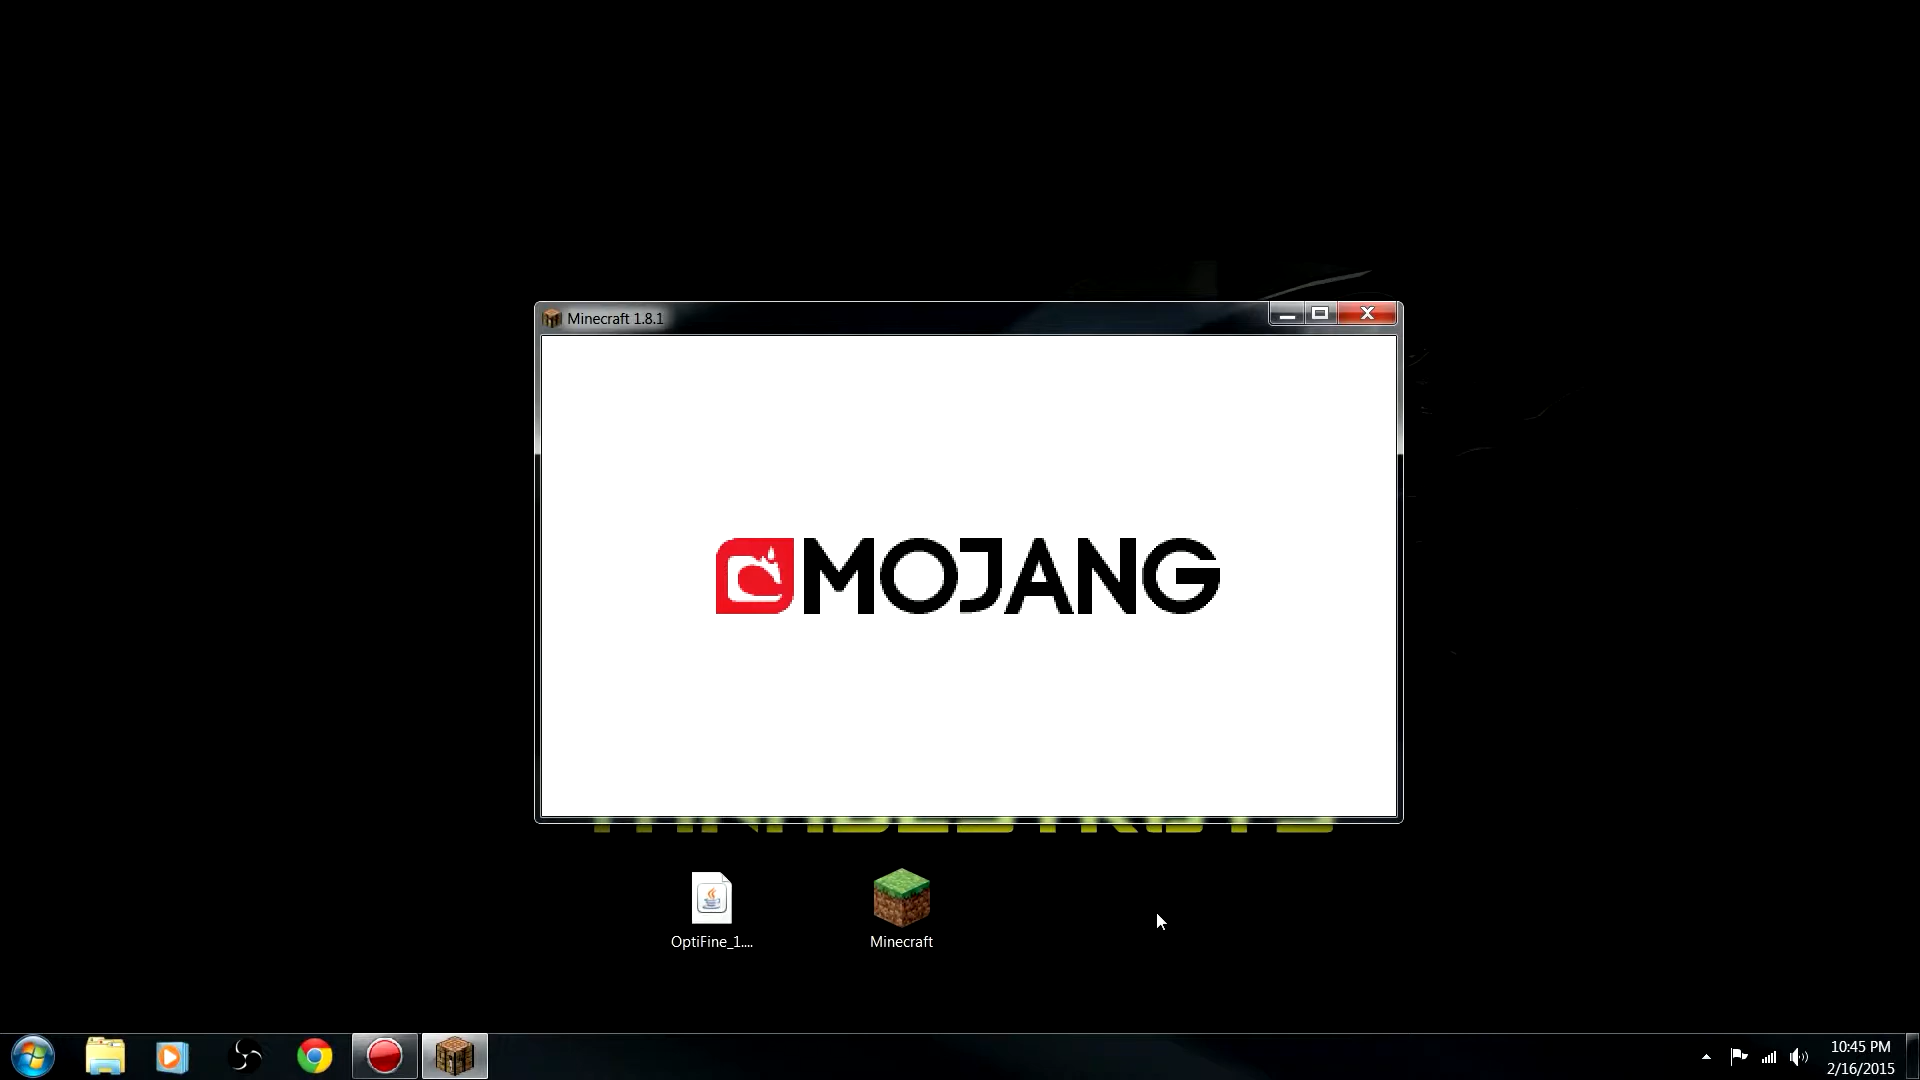 Minecraft 1.8.1
MOJANG
OptiFine_1....
Minecraft
10:45 PM
2/16/2015